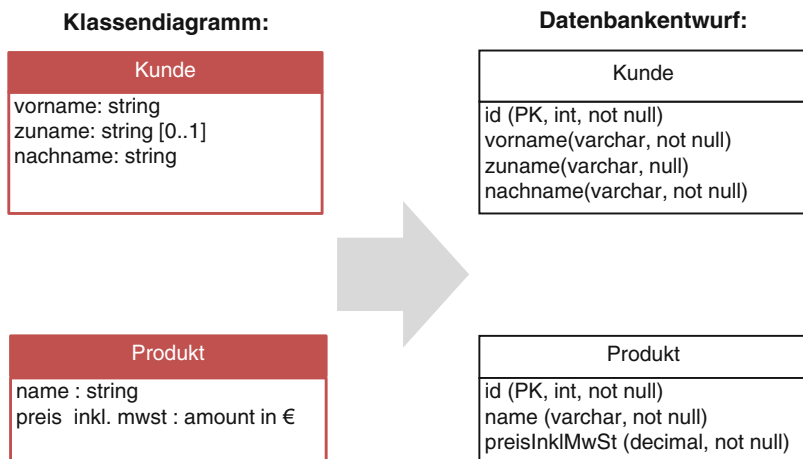 Klassendiagramm:
Kunde
vorname: string
zuname: string [0..1]
nachname: string
Produkt
name : string
preis inkl. mwst : amount in €
Datenbankentwurf:
Kunde
id (PK, int, not null)
vorname(varchar, not null)
zuname(varchar, null)
nachname(varchar, not null)
Produkt
id (PK, int, not null)
name (varchar, not null)
preisInklMwSt (decimal, not null)